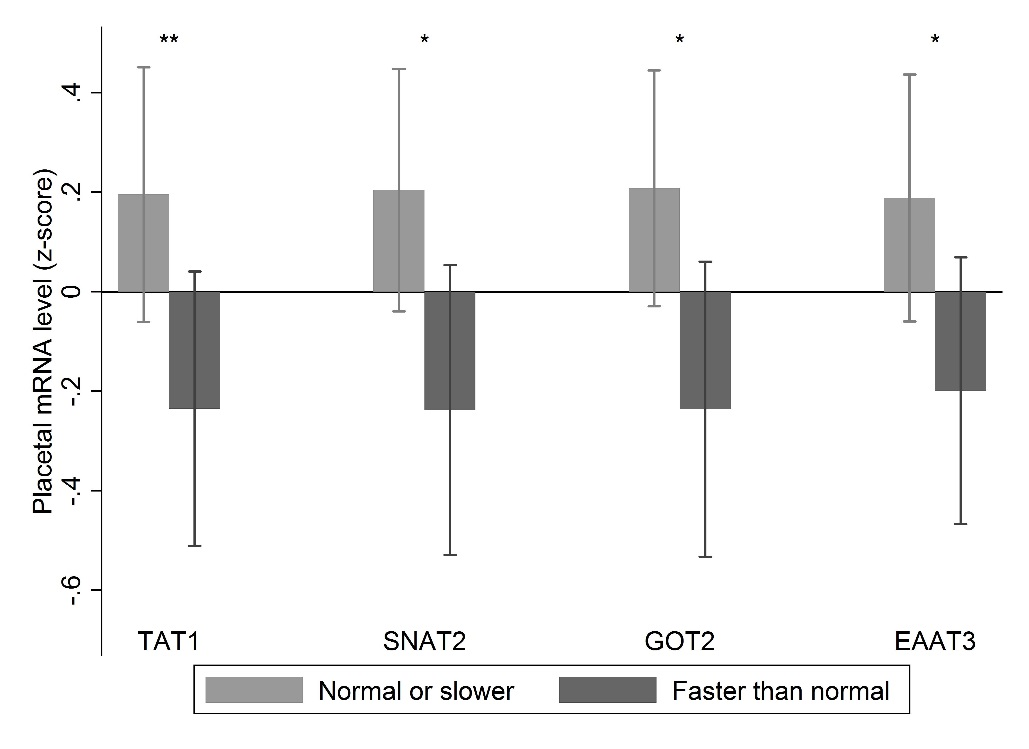 ** * * *
Placetal mRNA level (z-score)
.4
.2
0
-.2
-.4
-.6
TAT1 SNAT2 GOT2 EAAT3
Normal or slower Faster than normal